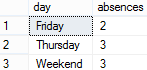 day absences
1 Friday 2
2 Thursday 3
3 Weekend 3